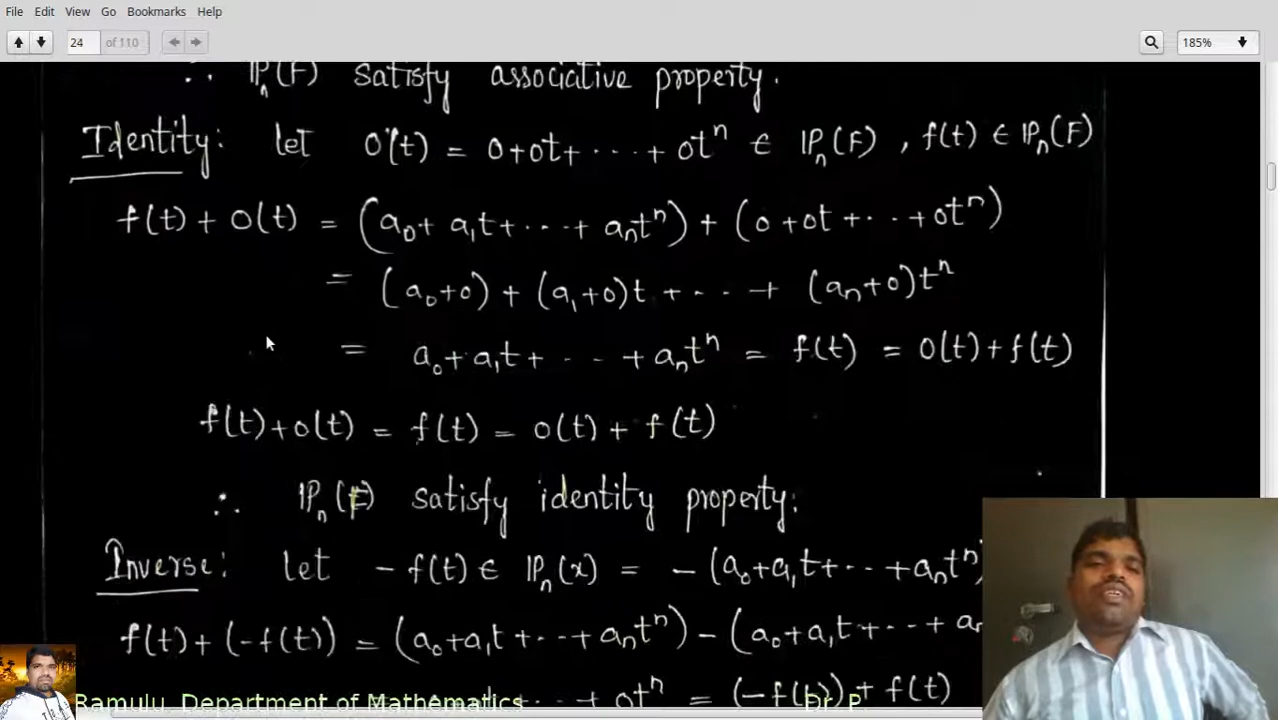 File Edit View Go Bookmarks Help
24 of 110 185%
∴ ℙₙ(F) satisfy associative property.
Identity: let O(t) = 0+0t+ · · · + 0tⁿ ∈ ℙₙ(F) , f(t) ∈ ℙₙ(F)
f(t) + O(t) = (a₀+ a₁t+ · · · + aₙtⁿ) + (0 + 0t + · · + 0tⁿ)
= (a₀+0) + (a₁+0)t + · · · + (aₙ+0)tⁿ
= a₀+a₁t+ · · · + aₙtⁿ = f(t) = O(t)+f(t)
f(t)+O(t) = f(t) = O(t) + f(t)
∴ ℙₙ(F) satisfy identity property.
Inverse: let -f(t) ∈ ℙₙ(x) = -(a₀+a₁t+ · · · +aₙtⁿ)
f(t)+(-f(t)) = (a₀+a₁t + · · · + aₙtⁿ) - (a₀+a₁t+ · · · +
+ 0tⁿ = (-f(t)) + f(t)
Ramulu, Department of Mathematics Dr P.